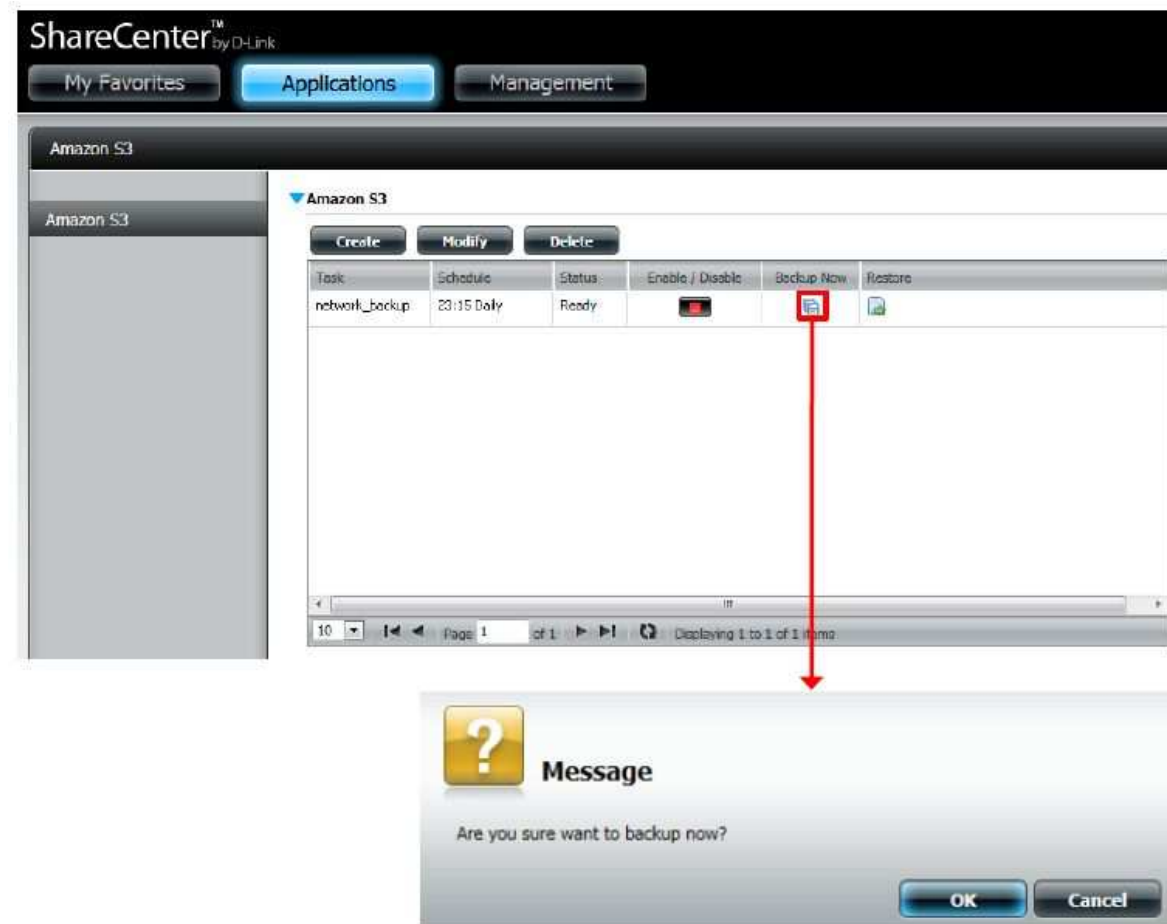 ShareCenter™ by D-Link
My Favorites Applications Management
Amazon S3
Amazon S3
Amazon S3
Create Modify Delete
Task Schedule Status Enable / Disable Backup Now Restore
network_backup 23:15 Daily Ready
10 Page 1 of 1 Displaying 1 to 1 of 1 items
?
Message
Are you sure want to backup now?
OK Cancel